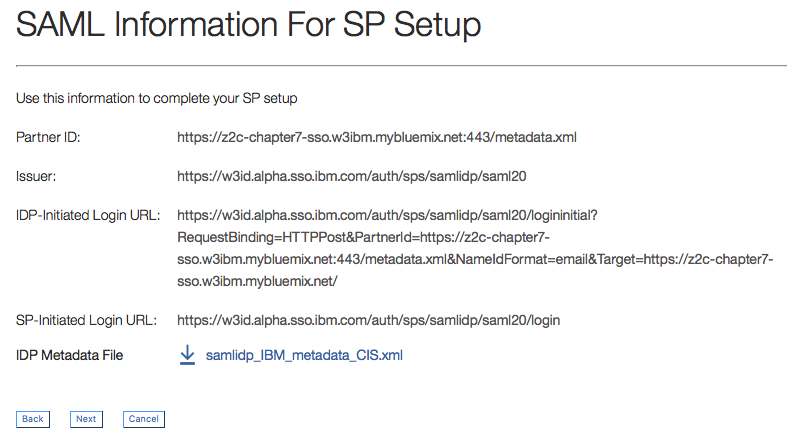 SAML Information For SP Setup
Use this information to complete your SP setup
Partner ID: https://z2c-chapter7-sso.w3ibm.mybluemix.net:443/metadata.xml
Issuer: https://w3id.alpha.sso.ibm.com/auth/sps/samlidp/saml20
IDP-Initiated Login URL: https://w3id.alpha.sso.ibm.com/auth/sps/samlidp/saml20/logininitial?
RequestBinding=HTTPPost&PartnerId=https://z2c-chapter7-
sso.w3ibm.mybluemix.net:443/metadata.xml&NameIdFormat=email&Target=https://z2c-chapter7-
sso.w3ibm.mybluemix.net/
SP-Initiated Login URL: https://w3id.alpha.sso.ibm.com/auth/sps/samlidp/saml20/login
IDP Metadata File samlidp_IBM_metadata_CIS.xml
Back Next Cancel